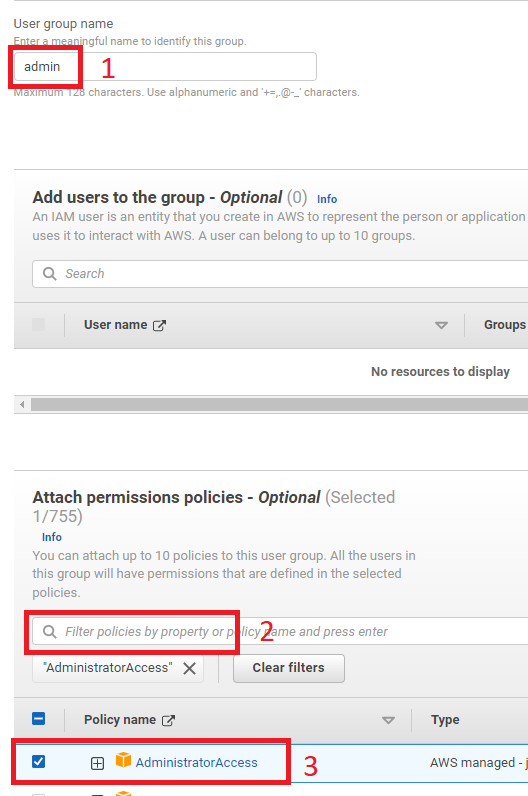 User group name
Enter a meaningful name to identify this group.
admin
1
Maximum 128 characters. Use alphanumeric and '+=,.@-_' characters.
Add users to the group - Optional (0) Info
An IAM user is an entity that you create in AWS to represent the person or application
uses it to interact with AWS. A user can belong to up to 10 groups.
Search
User name Groups
No resources to display
Attach permissions policies - Optional (Selected
1/755)
Info
You can attach up to 10 policies to this user group. All the users in
this group will have permissions that are defined in the selected
policies.
Filter policies by property or policy name and press enter
2
"AdministratorAccess" Clear filters
Policy name Type
AdministratorAccess 3 AWS managed - j